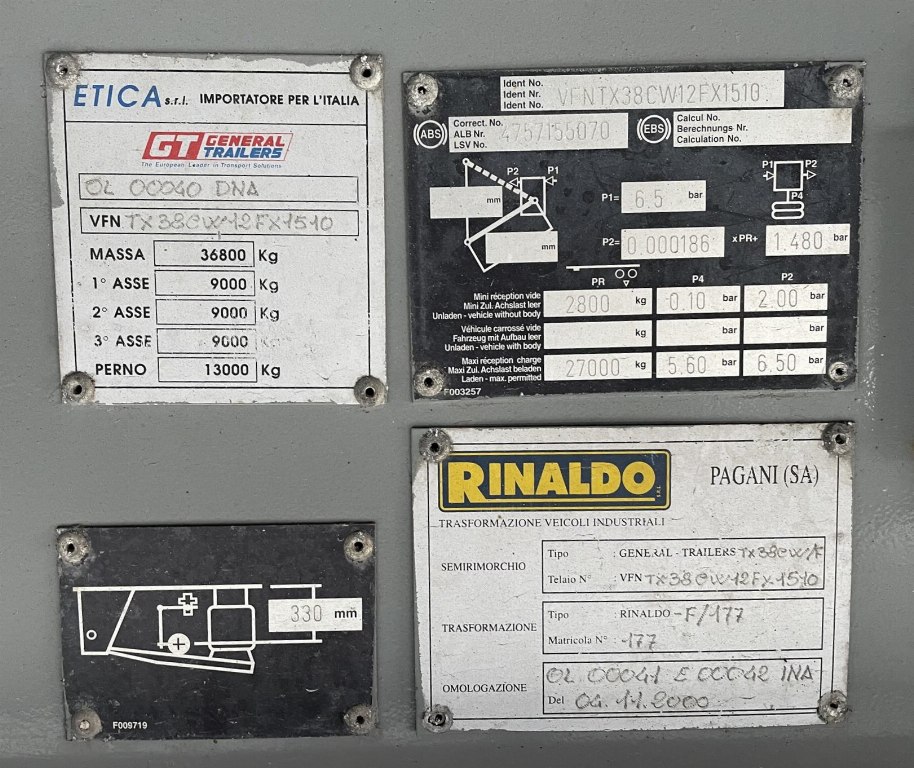 ETICA s.r.l. IMPORTATORE PER L'ITALIA
GT GENERAL TRAILERS
The European Leader in Transport Solutions
OL 00040 DNA
VFN TX38CW12FX1510
MASSA 36800 Kg
1° ASSE 9000 Kg
2° ASSE 9000 Kg
3° ASSE 9000 Kg
PERNO 13000 Kg
Ident No.
Ident Nr. VFNTX38CW12FX1510
Ident No.
ABS
Correct. No.
ALB Nr. 4757155070
LSV No.
EBS
Calcul No.
Berechnungs Nr.
Calculation No.
P2 P1
mm
mm
P1= 6.5 bar
P1 P2
P4
P2= 0.000186 xPR+ 1.480 bar
PR P4 P2
Mini réception vide
Mini Zul. Achslast leer 2800 kg 0.10 bar 2.00 bar
Unladen - vehicle without body
Véhicule carrossé vide
Fahrzeug mit Aufbau leer kg bar bar
Unladen - vehicle with body
Maxi réception charge
Maxi Zul. Achslast beladen 27000 kg 5.60 bar 6.50 bar
Laden - max. permitted
F003257
330 mm
F009719
RINALDO s.r.l. PAGANI (SA)
TRASFORMAZIONE VEICOLI INDUSTRIALI
SEMIRIMORCHIO
Tipo : GENERAL - TRAILERS TX38CW/F
Telaio N° : VFN TX38CW12FX1510
TRASFORMAZIONE
Tipo : RINALDO -F/177
Matricola N° : 177
OMOLOGAZIONE
OL 00041 E 00042 INA
Del 04.11.2000